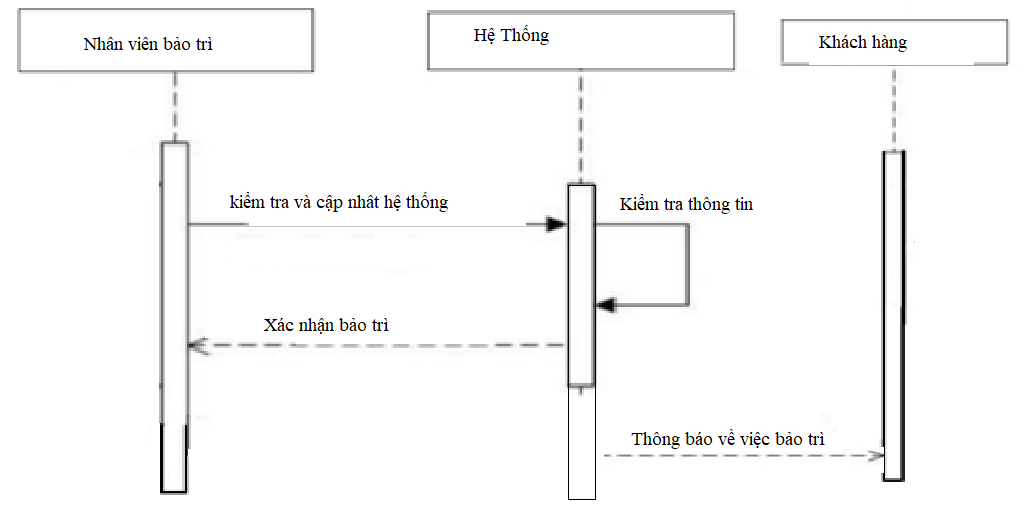 Nhân viên bảo trì
Hệ Thống
Khách hàng
kiểm tra và cập nhât hệ thống
Kiểm tra thông tin
Xác nhận bảo trì
Thông báo về việc bảo trì